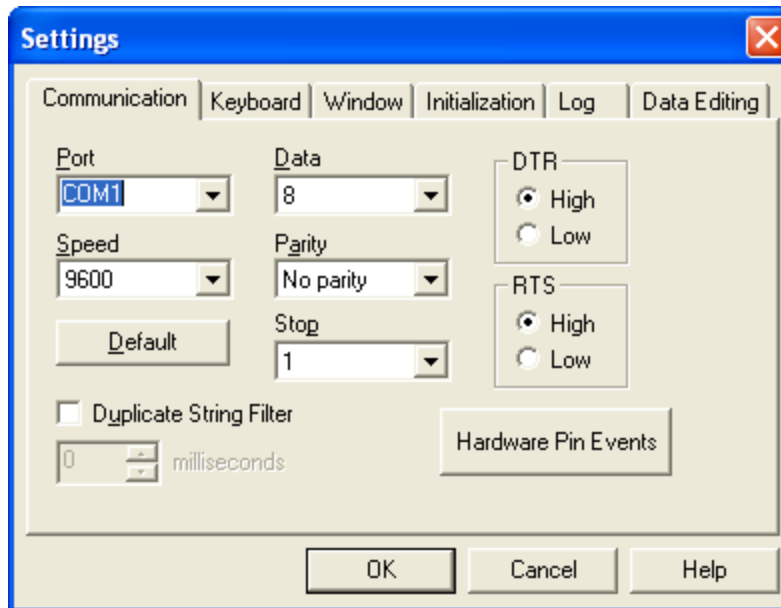 Settings
Communication Keyboard Window Initialization Log Data Editing
Port Data DTR
COM1 8 High
Low
Speed Parity
9600 No parity RTS
Default Stop High
1 Low
Duplicate String Filter
0 milliseconds Hardware Pin Events
OK Cancel Help